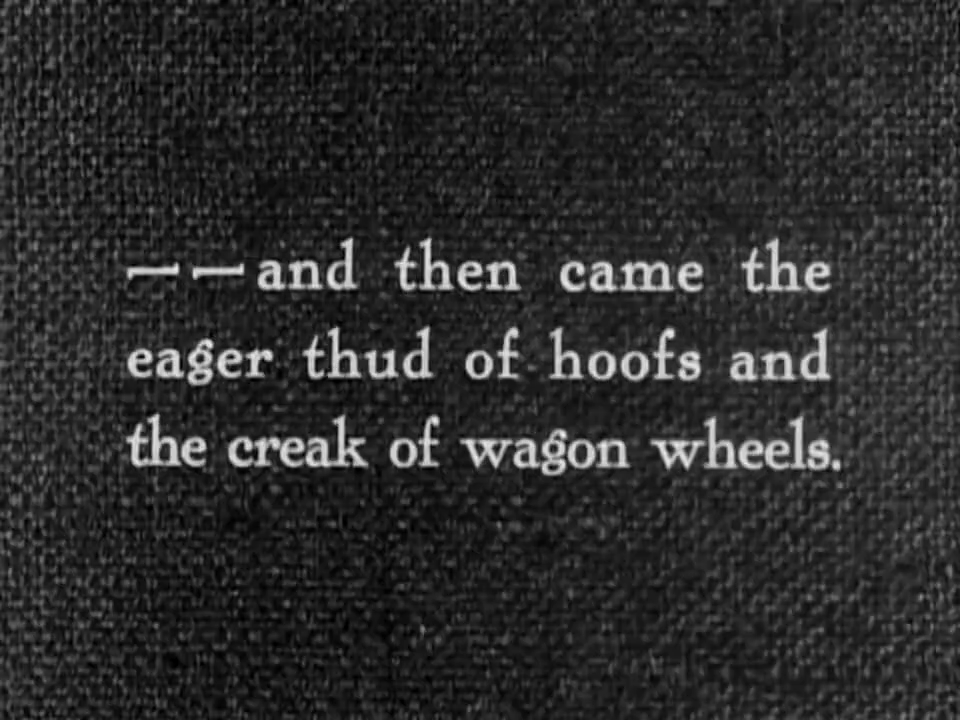 ——and then came the
eager thud of hoofs and
the creak of wagon wheels.